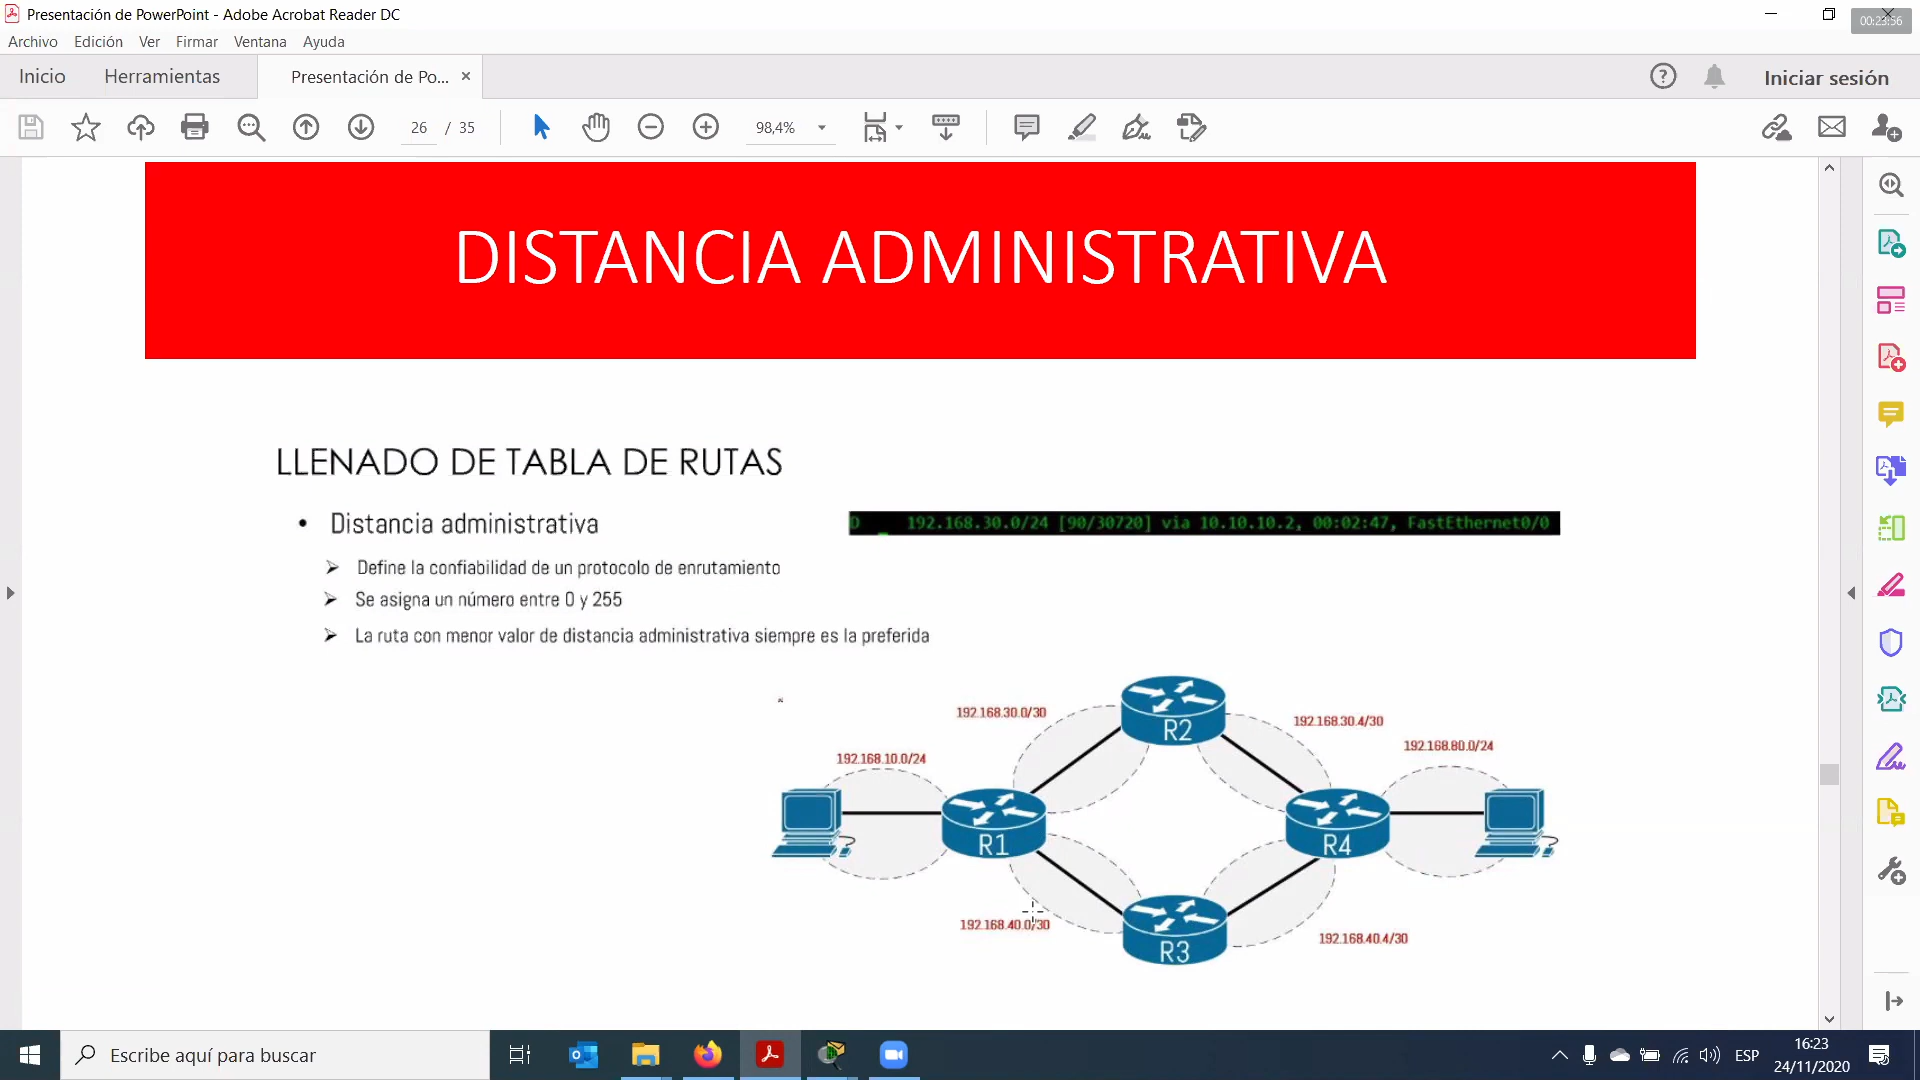 Presentación de PowerPoint - Adobe Acrobat Reader DC
00:23:56
Archivo Edición Ver Firmar Ventana Ayuda
Inicio Herramientas Presentación de Po... × Iniciar sesión
26 / 35 98,4%
DISTANCIA ADMINISTRATIVA
LLENADO DE TABLA DE RUTAS
• Distancia administrativa
D 192.168.30.0/24 [90/30720] via 10.10.10.2, 00:02:47, FastEthernet0/0
Define la confiabilidad de un protocolo de enrutamiento
Se asigna un número entre 0 y 255
La ruta con menor valor de distancia administrativa siempre es la preferida
192.168.30.0/30
R2
192.168.30.4/30
192.168.10.0/24
192.168.80.0/24
R1
R4
192.168.40.0/30
R3
192.168.40.4/30
Escribe aquí para buscar
ESP
16:23
24/11/2020